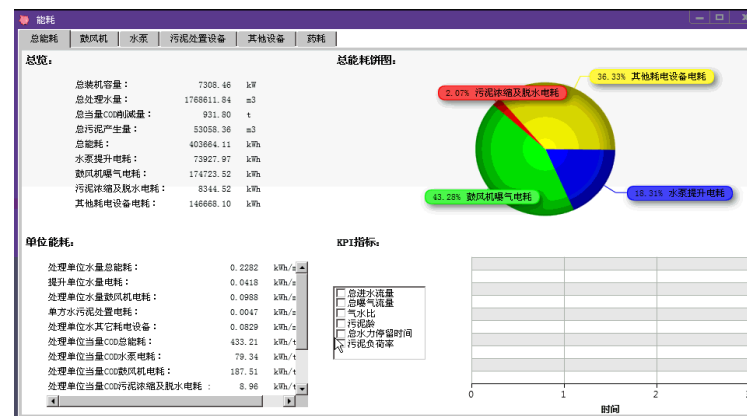 能耗
总能耗 鼓风机 水泵 污泥处置设备 其他设备 药耗
总览:
总装机容量: 7308.46 kW
总处理水量: 1768611.84 m3
总当量COD削减量: 931.80 t
总污泥产生量: 53058.36 m3
总能耗: 403664.11 kWh
水泵提升电耗: 73927.97 kWh
鼓风机曝气电耗: 174723.52 kWh
污泥浓缩及脱水电耗: 8344.52 kWh
其他耗电设备电耗: 146668.10 kWh
总能耗饼图:
36.33% 其他耗电设备电耗
2.07% 污泥浓缩及脱水电耗
43.28% 鼓风机曝气电耗
18.31% 水泵提升电耗
单位能耗:
处理单位水量总能耗: 0.2282 kWh/m
提升单位水量电耗: 0.0418 kWh/m
处理单位水量鼓风机电耗: 0.0988 kWh/m
单方水污泥处置电耗: 0.0047 kWh/m
处理单位水其它耗电设备: 0.0829 kWh/m
处理单位当量COD总能耗: 433.21 kWh/t
处理单位当量COD水泵电耗: 79.34 kWh/t
处理单位当量COD鼓风机电耗: 187.51 kWh/t
处理单位当量COD污泥浓缩及脱水电耗 : 8.96 kWh/t
KPI指标:
总进水流量
总曝气流量
气水比
污泥龄
总水力停留时间
污泥负荷率
0 1 2
时间